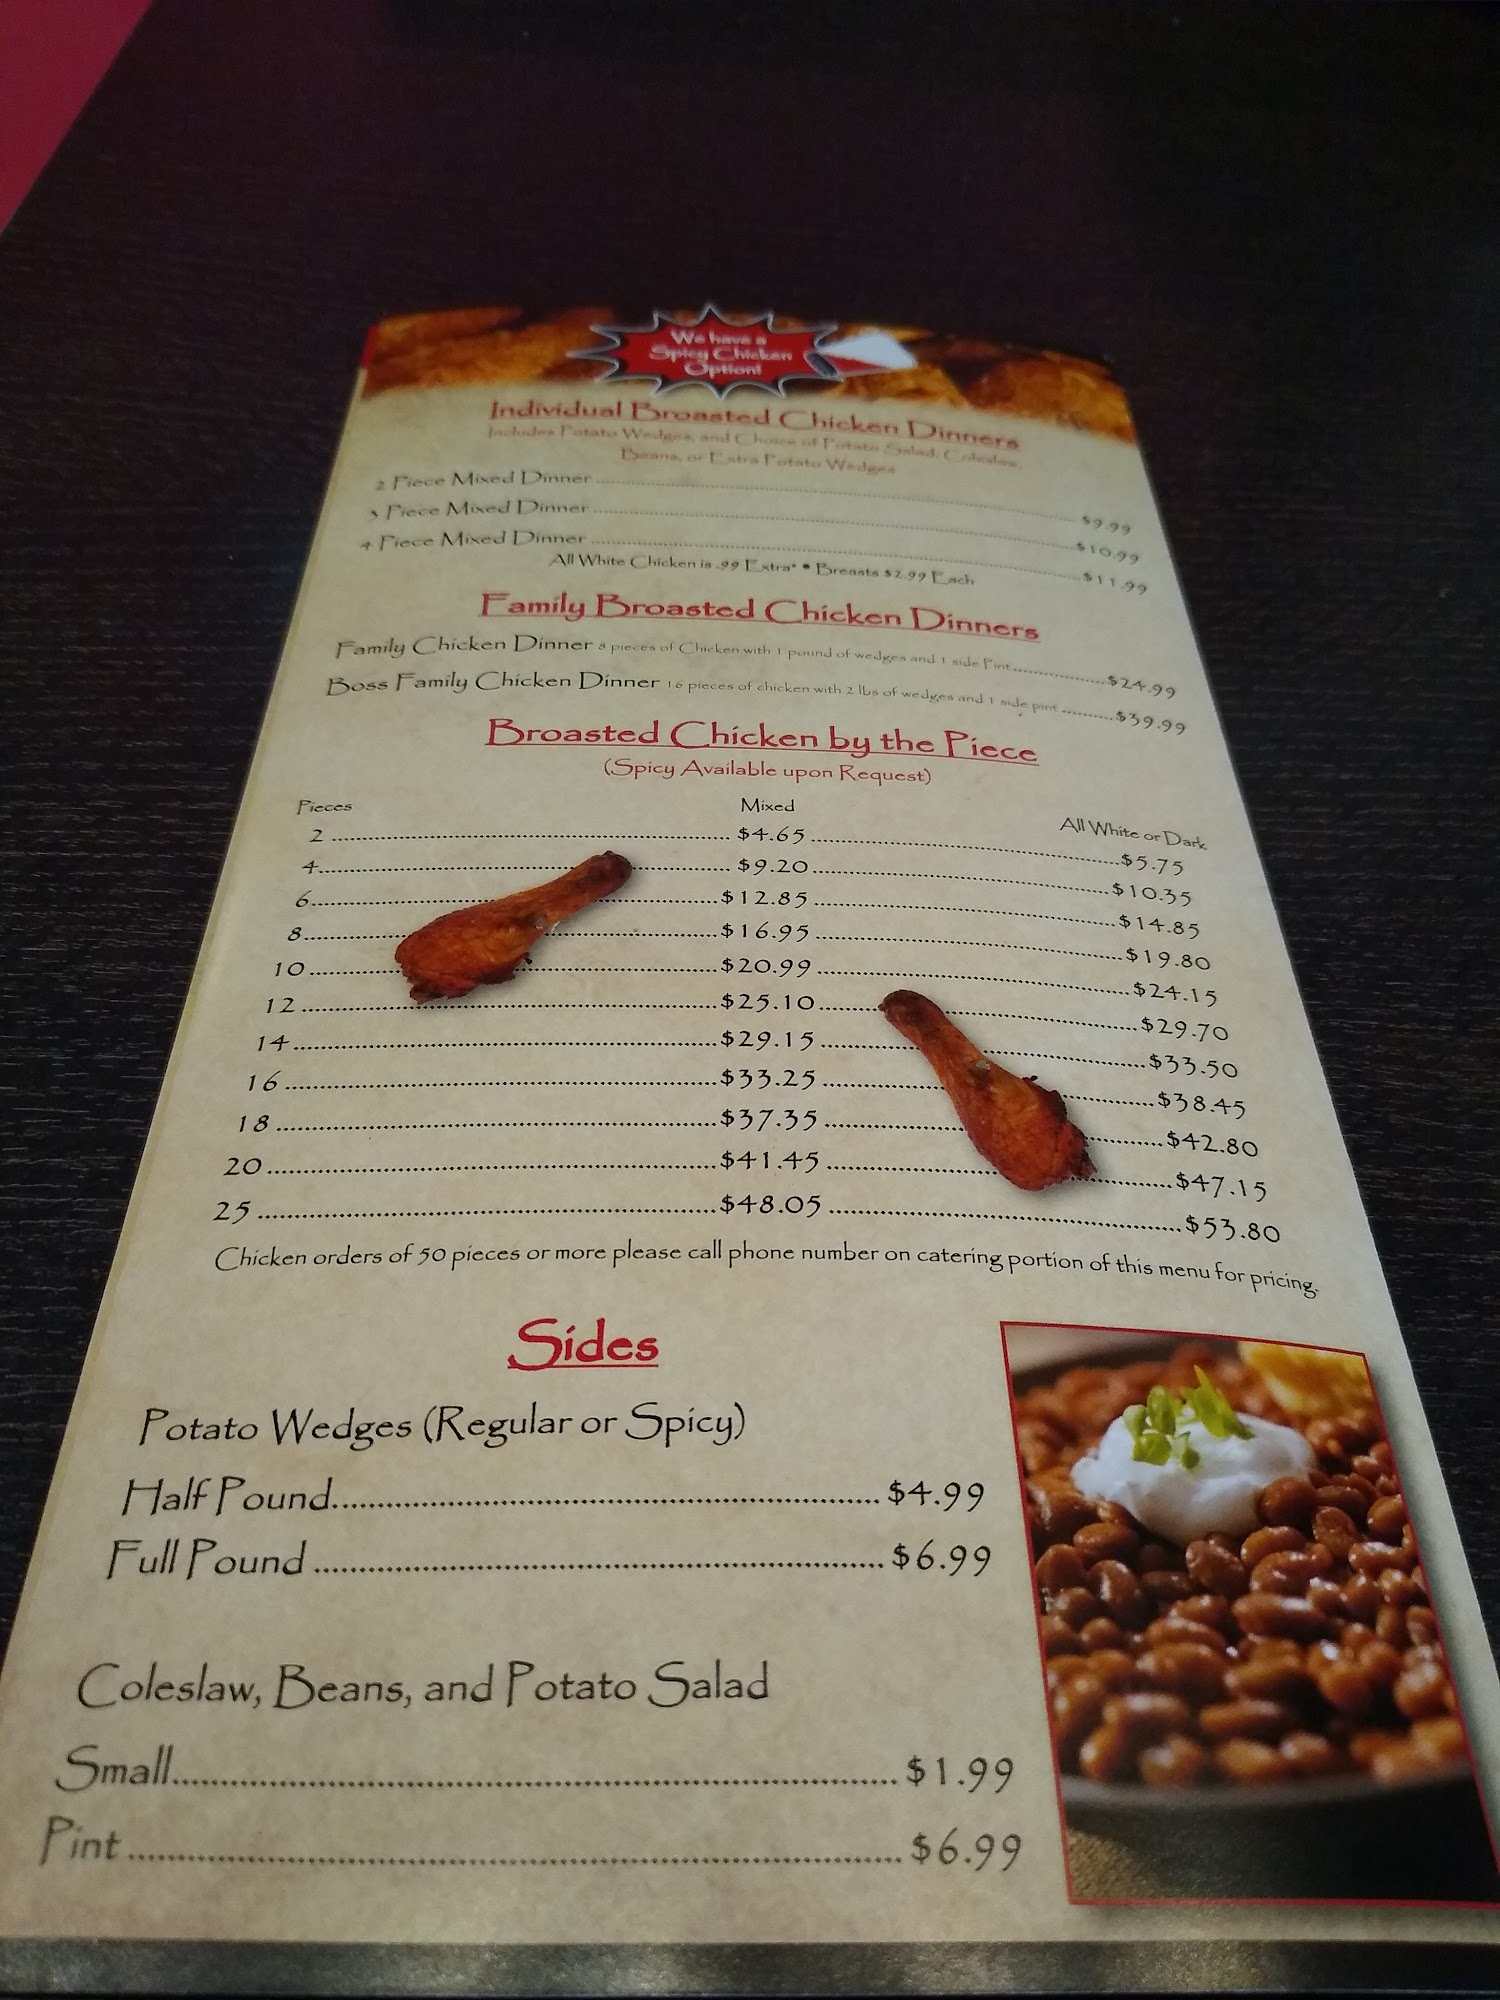 We have a
Spicy Chicken
Option!
Individual Broasted Chicken Dinners
Includes Potato Wedges, and Choice of Potato Salad, Coleslaw,
Beans, or Extra Potato Wedges
2 Piece Mixed Dinner $9.99
3 Piece Mixed Dinner $10.99
4 Piece Mixed Dinner $11.99
All White Chicken is .99 Extra* • Breasts $2.99 Each
Family Broasted Chicken Dinners
Family Chicken Dinner 8 pieces of Chicken with 1 pound of wedges and 1 side Pint $24.99
Boss Family Chicken Dinner 16 pieces of chicken with 2 lbs of wedges and 1 side pint $39.99
Broasted Chicken by the Piece
(Spicy Available upon Request)
Pieces Mixed All White or Dark
2 $4.65 $5.75
4 $9.20 $10.35
6 $12.85 $14.85
8 $16.95 $19.80
10 $20.99 $24.15
12 $25.10 $29.70
14 $29.15 $33.50
16 $33.25 $38.45
18 $37.35 $42.80
20 $41.45 $47.15
25 $48.05 $53.80
Chicken orders of 50 pieces or more please call phone number on catering portion of this menu for pricing.
Sides
Potato Wedges (Regular or Spicy)
Half Pound $4.99
Full Pound $6.99
Coleslaw, Beans, and Potato Salad
Small $1.99
Pint $6.99